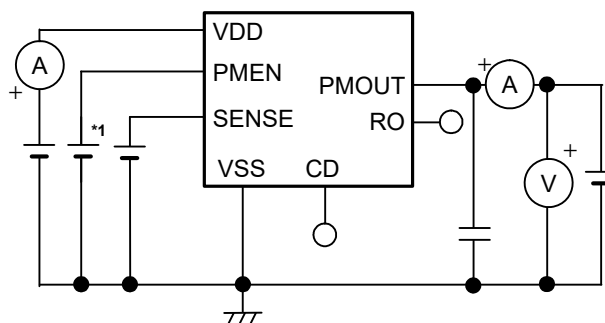 VDD
A
+
PMEN
PMOUT
+
A
*1
SENSE
RO
VSS
CD
+
V